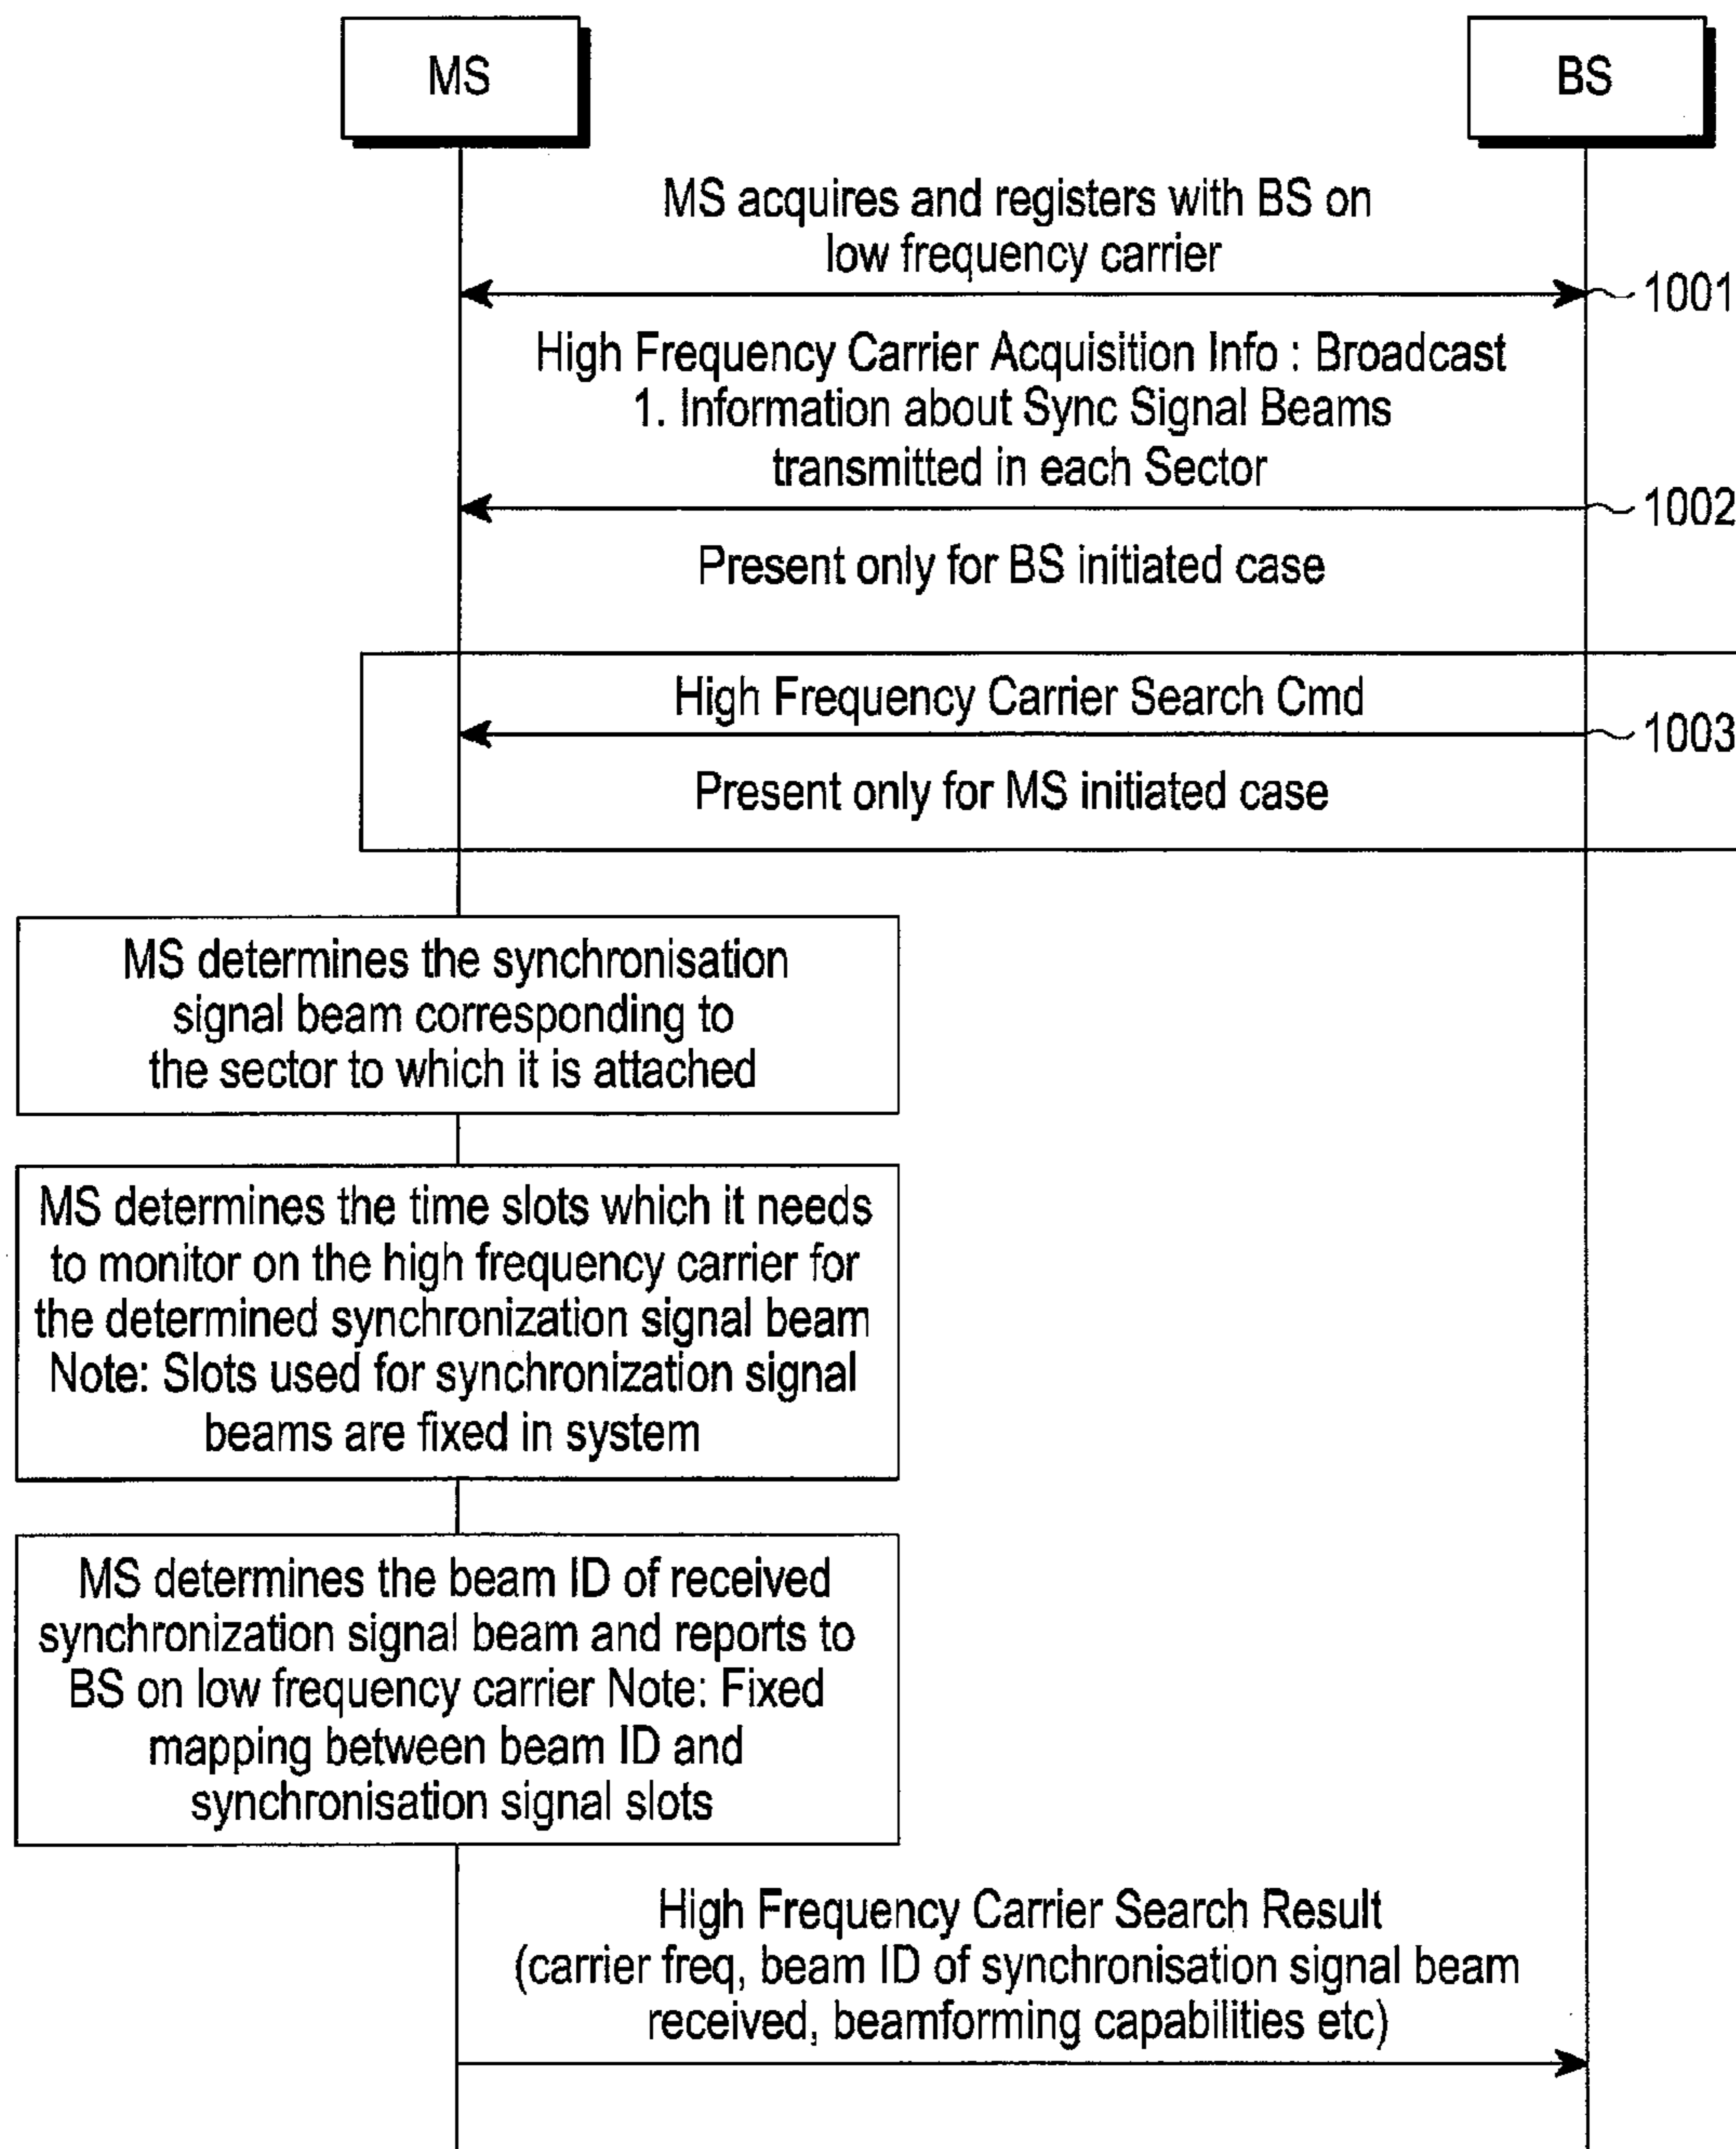 MS
BS
MS acquires and registers with BS on
low frequency carrier
1001
High Frequency Carrier Acquisition Info : Broadcast
1. Information about Sync Signal Beams
transmitted in each Sector
1002
Present only for BS initiated case
High Frequency Carrier Search Cmd
1003
Present only for MS initiated case
MS determines the synchronisation
signal beam corresponding to
the sector to which it is attached
MS determines the time slots which it needs
to monitor on the high frequency carrier for
the determined synchronization signal beam
Note: Slots used for synchronization signal
beams are fixed in system
MS determines the beam ID of received
synchronization signal beam and reports to
BS on low frequency carrier Note: Fixed
mapping between beam ID and
synchronisation signal slots
High Frequency Carrier Search Result
(carrier freq, beam ID of synchronisation signal beam
received, beamforming capabilities etc)